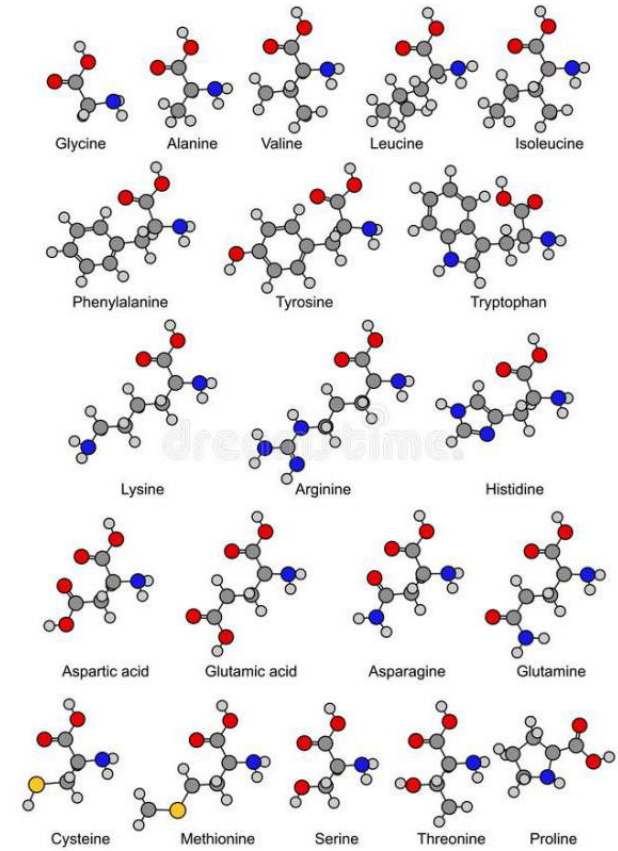 Glycine Alanine Valine Leucine Isoleucine
Phenylalanine Tyrosine Tryptophan
dreamstime.
Lysine Arginine Histidine
Aspartic acid Glutamic acid Asparagine Glutamine
Cysteine Methionine Serine Threonine Proline